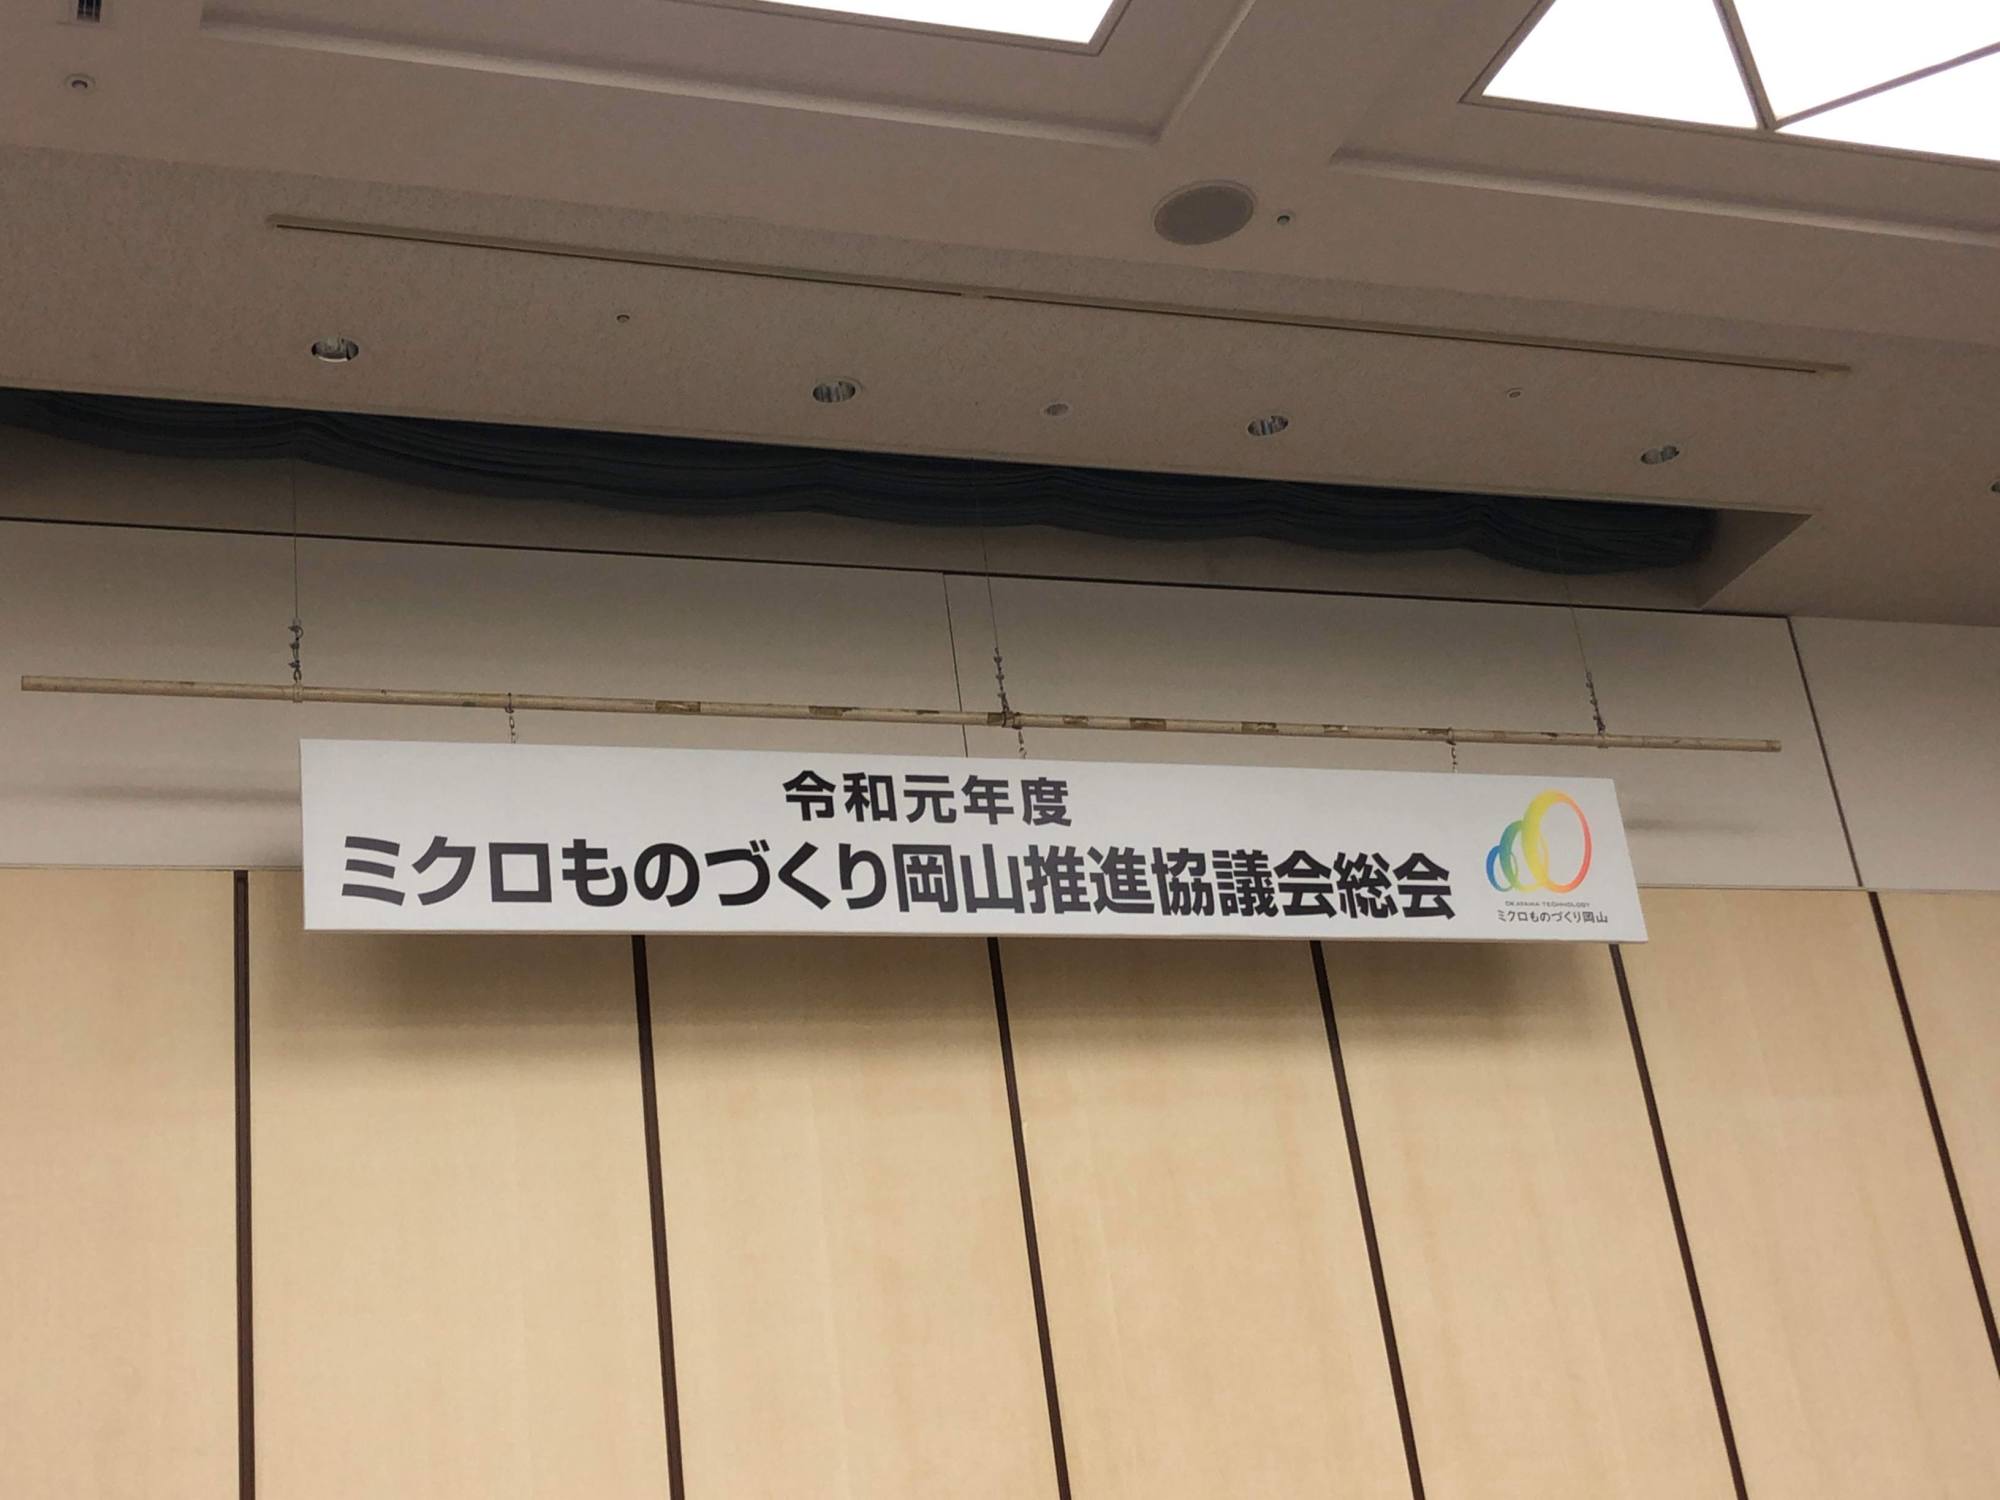 令和元年度
ミクロものづくり岡山推進協議会総会
OKAYAMA TECHNOLOGY
ミクロものづくり岡山